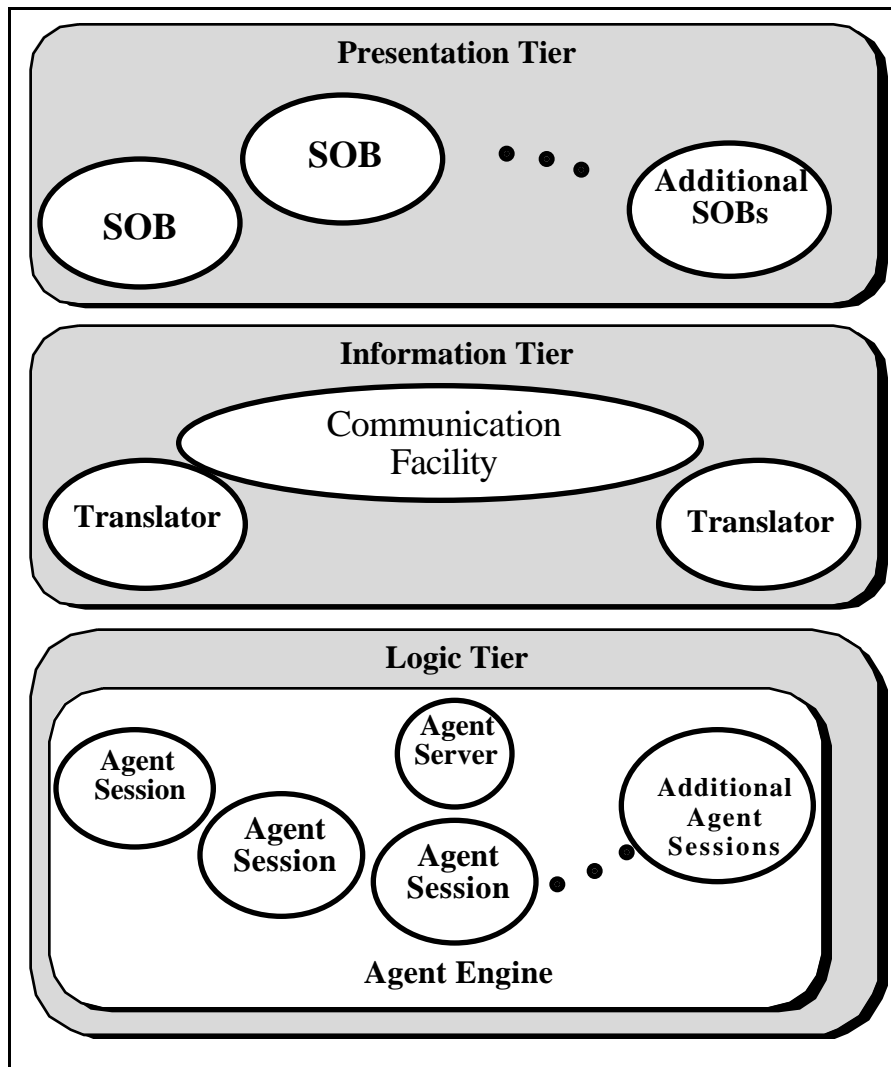 Presentation Tier
SOB
SOB
Additional
SOBs
Information Tier
Communication
Facility
Translator
Translator
Logic Tier
Agent
Session
Agent
Session
Agent
Server
Agent
Session
Additional
Agent
Sessions
Agent Engine